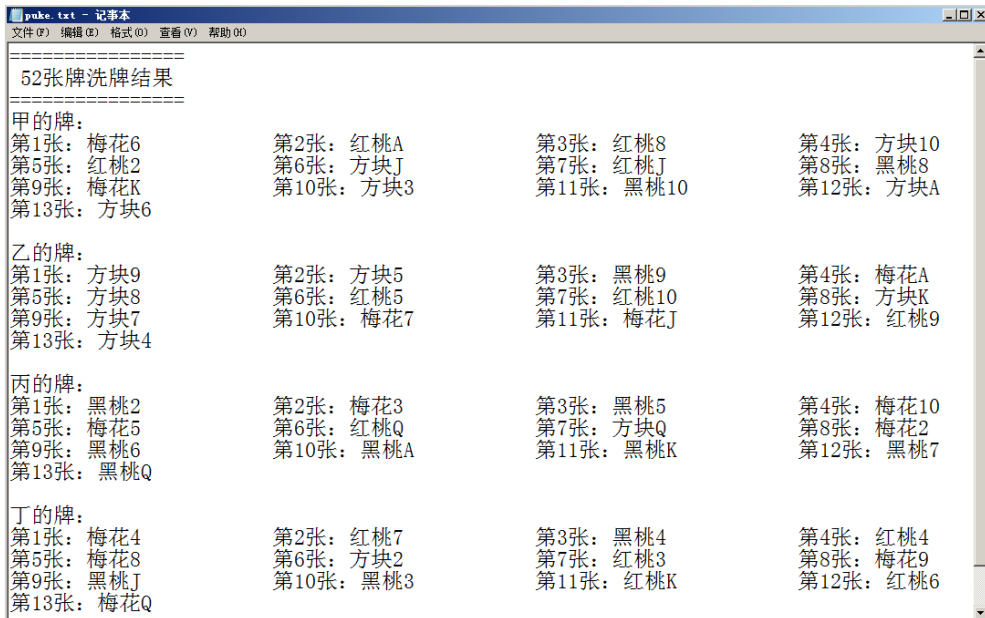 puke.txt - 记事本
文件(F) 编辑(E) 格式(O) 查看(V) 帮助(H)
================
52张牌洗牌结果
================
甲的牌:
第1张: 梅花6 第2张: 红桃A 第3张: 红桃8 第4张: 方块10
第5张: 红桃2 第6张: 方块J 第7张: 红桃J 第8张: 黑桃8
第9张: 梅花K 第10张: 方块3 第11张: 黑桃10 第12张: 方块A
第13张: 方块6
乙的牌:
第1张: 方块9 第2张: 方块5 第3张: 黑桃9 第4张: 梅花A
第5张: 方块8 第6张: 红桃5 第7张: 红桃10 第8张: 方块K
第9张: 方块7 第10张: 梅花7 第11张: 梅花J 第12张: 红桃9
第13张: 方块4
丙的牌:
第1张: 黑桃2 第2张: 梅花3 第3张: 黑桃5 第4张: 梅花10
第5张: 梅花5 第6张: 红桃Q 第7张: 方块Q 第8张: 梅花2
第9张: 黑桃6 第10张: 黑桃A 第11张: 黑桃K 第12张: 黑桃7
第13张: 黑桃Q
丁的牌:
第1张: 梅花4 第2张: 红桃7 第3张: 黑桃4 第4张: 红桃4
第5张: 梅花8 第6张: 方块2 第7张: 红桃3 第8张: 梅花9
第9张: 黑桃J 第10张: 黑桃3 第11张: 红桃K 第12张: 红桃6
第13张: 梅花Q